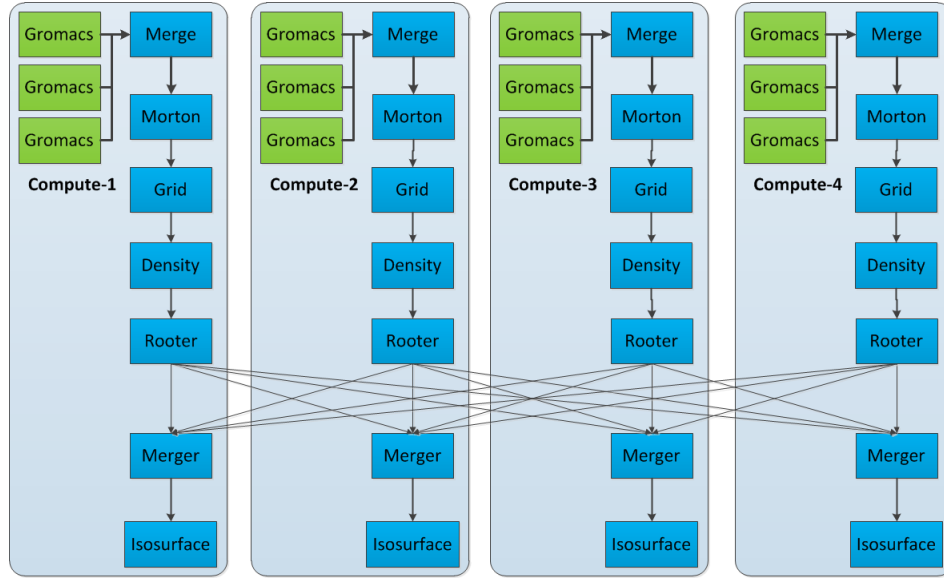 Gromacs
Merge
Gromacs
Gromacs
Morton
Compute-1
Grid
Density
Rooter
Merger
Isosurface
Gromacs
Merge
Gromacs
Gromacs
Morton
Compute-2
Grid
Density
Rooter
Merger
Isosurface
Gromacs
Merge
Gromacs
Gromacs
Morton
Compute-3
Grid
Density
Rooter
Merger
Isosurface
Gromacs
Merge
Gromacs
Gromacs
Morton
Compute-4
Grid
Density
Rooter
Merger
Isosurface